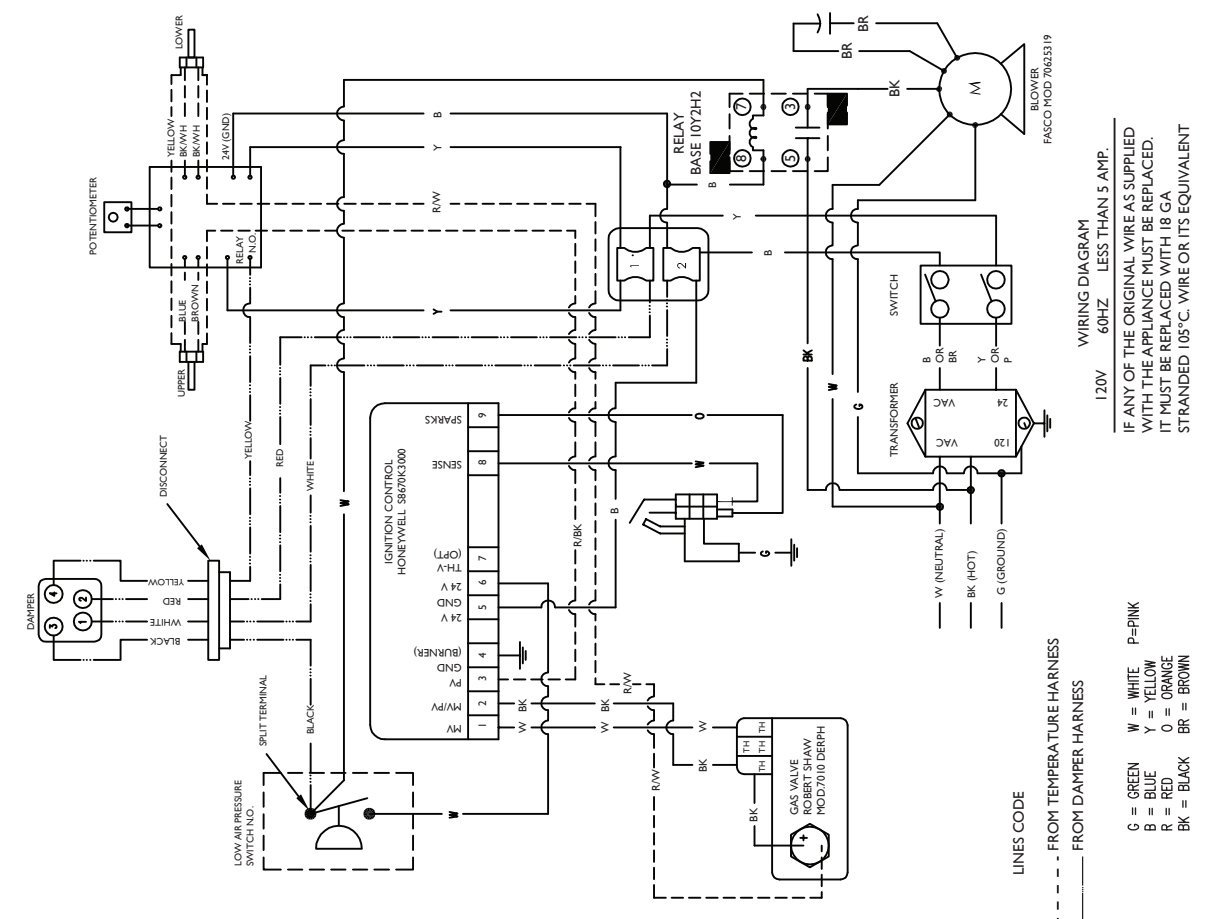 DAMPER
3
4
1
2
BLACK
WHITE
RED
YELLOW
DISCONNECT
SPLIT TERMINAL
BLACK
WHITE
RED
YELLOW
LOW AIR PRESSURE
SWITCH N.O.
W
W
UPPER
BLUE
BROWN
POTENTIOMETER
RELAY
N.O.
YELLOW
BK/WH
BK/WH
LOWER
24V (GND)
Y
R/W
Y
B
IGNITION CONTROL
HONEYWELL S8670K3000
MV
MV/PV
PV
GND
(BURNER)
24 V
GND
24 V
TH-V
(OPT)
SENSE
SPARKS
1
2
3
4
5
6
7
8
9
W
BK
W
BK
R/W
R/BK
B
W
O
G
W
BK
R/W
BK
TH
TH
TH
TH
GAS VALVE
ROBERT SHAW
MOD.7010 DERPH
+
1
2
RELAY
BASE 10Y2H2
8
7
5
3
B
Y
B
BK
W
G
BK
BR
BR
M
BLOWER
FASCO MOD 70625319
SWITCH
B
OR
BR
Y
OR
P
TRANSFORMER
VAC
VAC
24
120
W (NEUTRAL)
BK (HOT)
G (GROUND)
WIRING DIAGRAM
120V 60HZ LESS THAN 5 AMP.
IF ANY OF THE ORIGINAL WIRE AS SUPPLIED
WITH THE APPLIANCE MUST BE REPLACED.
IT MUST BE REPLACED WITH 18 GA
STRANDED 105°C. WIRE OR ITS EQUIVALENT
LINES CODE
FROM TEMPERATURE HARNESS
FROM DAMPER HARNESS
G = GREEN W = WHITE P=PINK
B = BLUE Y = YELLOW
R = RED O = ORANGE
BK = BLACK BR = BROWN